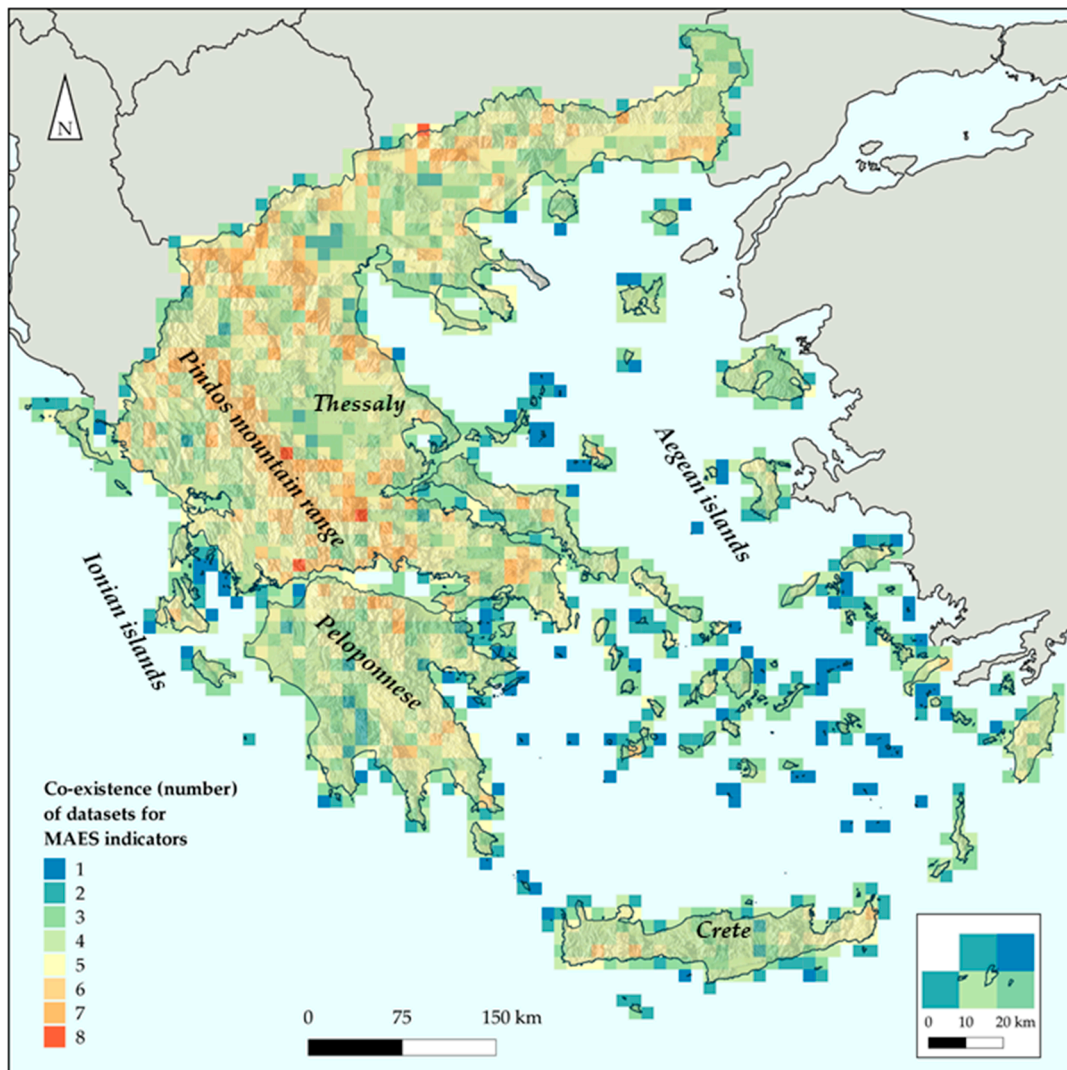 N
Thessaly
Pindos mountain range
Aegean islands
Ionian islands
Peloponnese
Crete
Co-existence (number)
of datasets for
MAES indicators
1
2
3
4
5
6
7
8
0 75 150 km
0 10 20 km